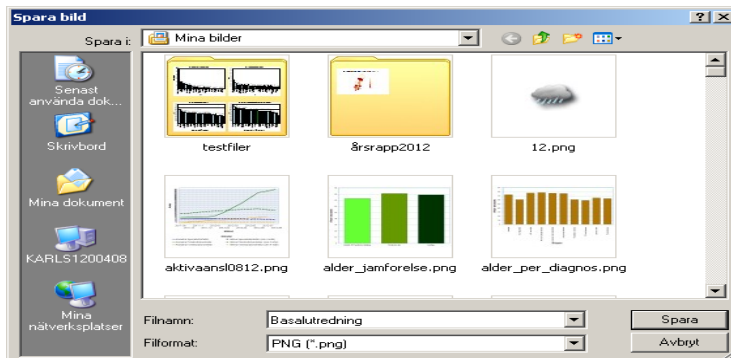 Spara bild
Spara i:
Mina bilder
Senast
använda dok...
Skrivbord
Mina dokument
KARLS1200408
Mina
nätverksplatser
testfiler
årsrapp2012
12.png
aktivaansl0812.png
alder_jamforelse.png
alder_per_diagnos.png
Filnamn:
Basalutredning
Spara
Filformat:
PNG (*.png)
Avbryt